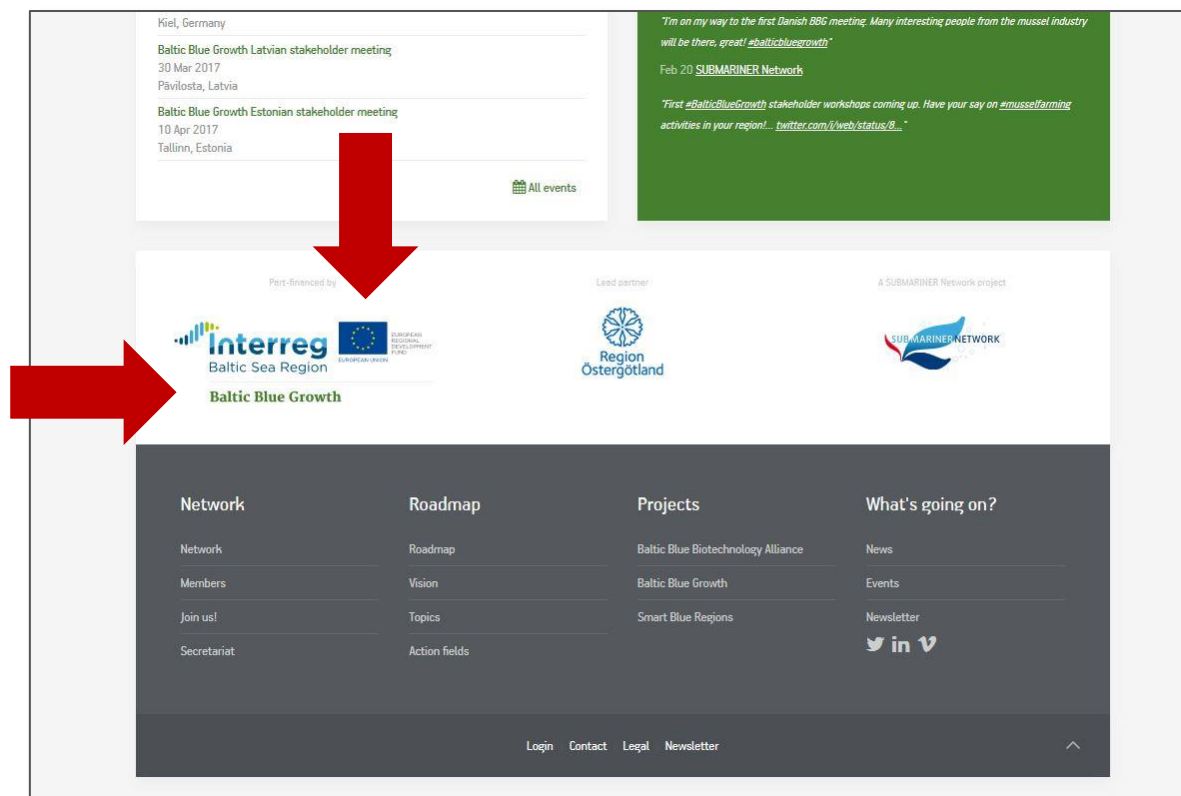 Kiel, Germany
Baltic Blue Growth Latvian stakeholder meeting
30 Mar 2017
Pāvilosta, Latvia
Baltic Blue Growth Estonian stakeholder meeting
10 Apr 2017
Tallinn, Estonia
All events
"I'm on my way to the first Danish BBG meeting. Many interesting people from the mussel industry
will be there, great! #balticbluegrowth"
Feb 20 SUBMARINER Network
"First #BalticBlueGrowth stakeholder workshops coming up. Have your say on #musselfarming
activities in your region!... twitter.com/i/web/status/8..."
Part-financed by
Interreg
Baltic Sea Region
EUROPEAN UNION
EUROPEAN
REGIONAL
DEVELOPMENT
FUND
Baltic Blue Growth
Lead partner
Region
Östergötland
A SUBMARINER Network project
SUBMARINER NETWORK
Network
Network
Members
Join us!
Secretariat
Roadmap
Roadmap
Vision
Topics
Action fields
Projects
Baltic Blue Biotechnology Alliance
Baltic Blue Growth
Smart Blue Regions
What's going on?
News
Events
Newsletter
Login Contact Legal Newsletter